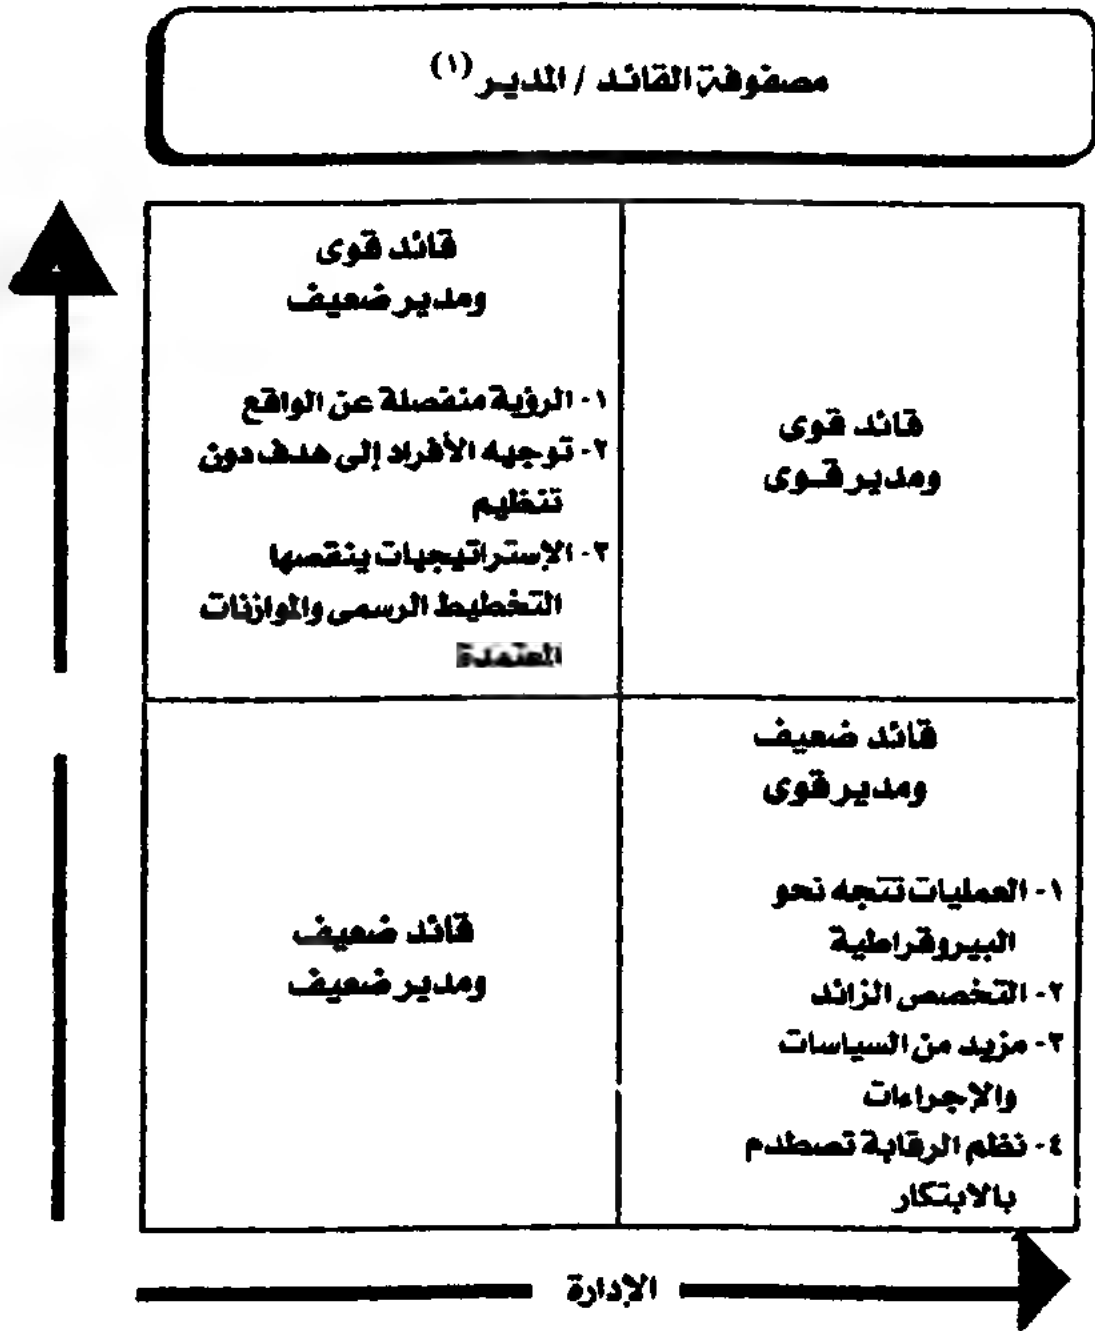 مصفوفة القائد / المدير (١)
قائد قوى
ومدير ضعيف
١- الرؤية منفصلة عن الواقع
٢- توجيه الأفراد إلى هدف دون
تنظيم
٣- الإستراتيجيات ينقصها
التخطيط الرسمى والموازنات
المعتمدة
قائد قوى
ومدير قـوى
قائد ضعيف
ومدير ضعيف
قائد ضعيف
ومدير قوى
١- العمليات تتجه نحو
البيروقراطية
٢- التخصص الزائد
٣- مزيد من السياسات
والإجراءات
٤- نظم الرقابة تصطدم
بالابتكار
الإدارة